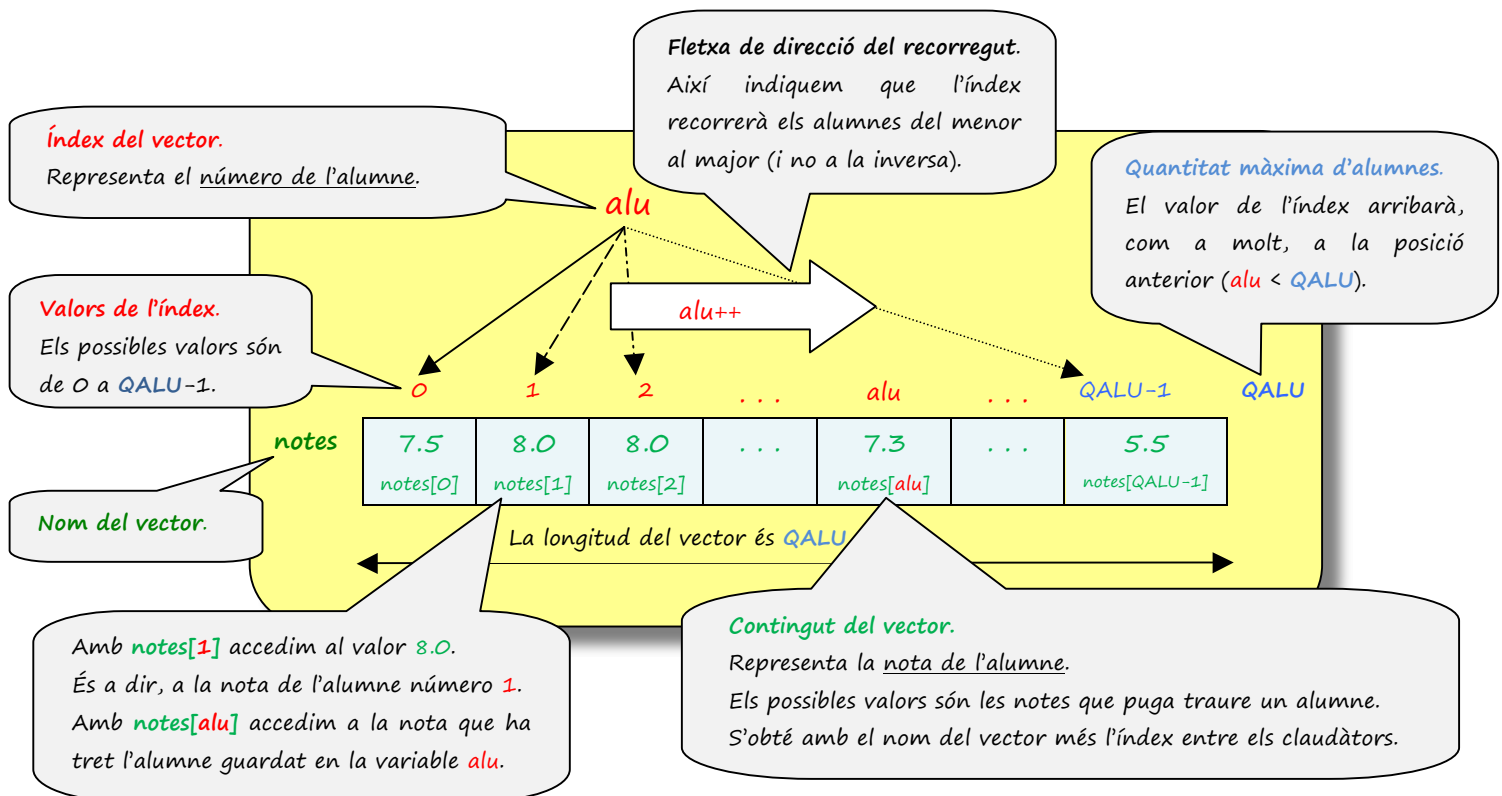 Fletxa de direcció del recorregut.
Així indiquem que l'índex
recorrerà els alumnes del menor
al major (i no a la inversa).
Índex del vector.
Representa el número de l'alumne.
Quantitat màxima d'alumnes.
El valor de l'índex arribarà,
com a molt, a la posició
anterior (alu < QALU).
alu
Valors de l'índex.
Els possibles valors són
de 0 a QALU-1.
alu++
0 1 2 . . . alu . . . QALU-1 QALU
notes 7.5 8.0 8.0 . . . 7.3 . . . 5.5
notes[0] notes[1] notes[2] notes[alu] notes[QALU-1]
Nom del vector.
La longitud del vector és QALU
Amb notes[1] accedim al valor 8.0.
És a dir, a la nota de l'alumne número 1.
Amb notes[alu] accedim a la nota que ha
tret l'alumne guardat en la variable alu.
Contingut del vector.
Representa la nota de l'alumne.
Els possibles valors són les notes que puga traure un alumne.
S'obté amb el nom del vector més l'índex entre els claudàtors.